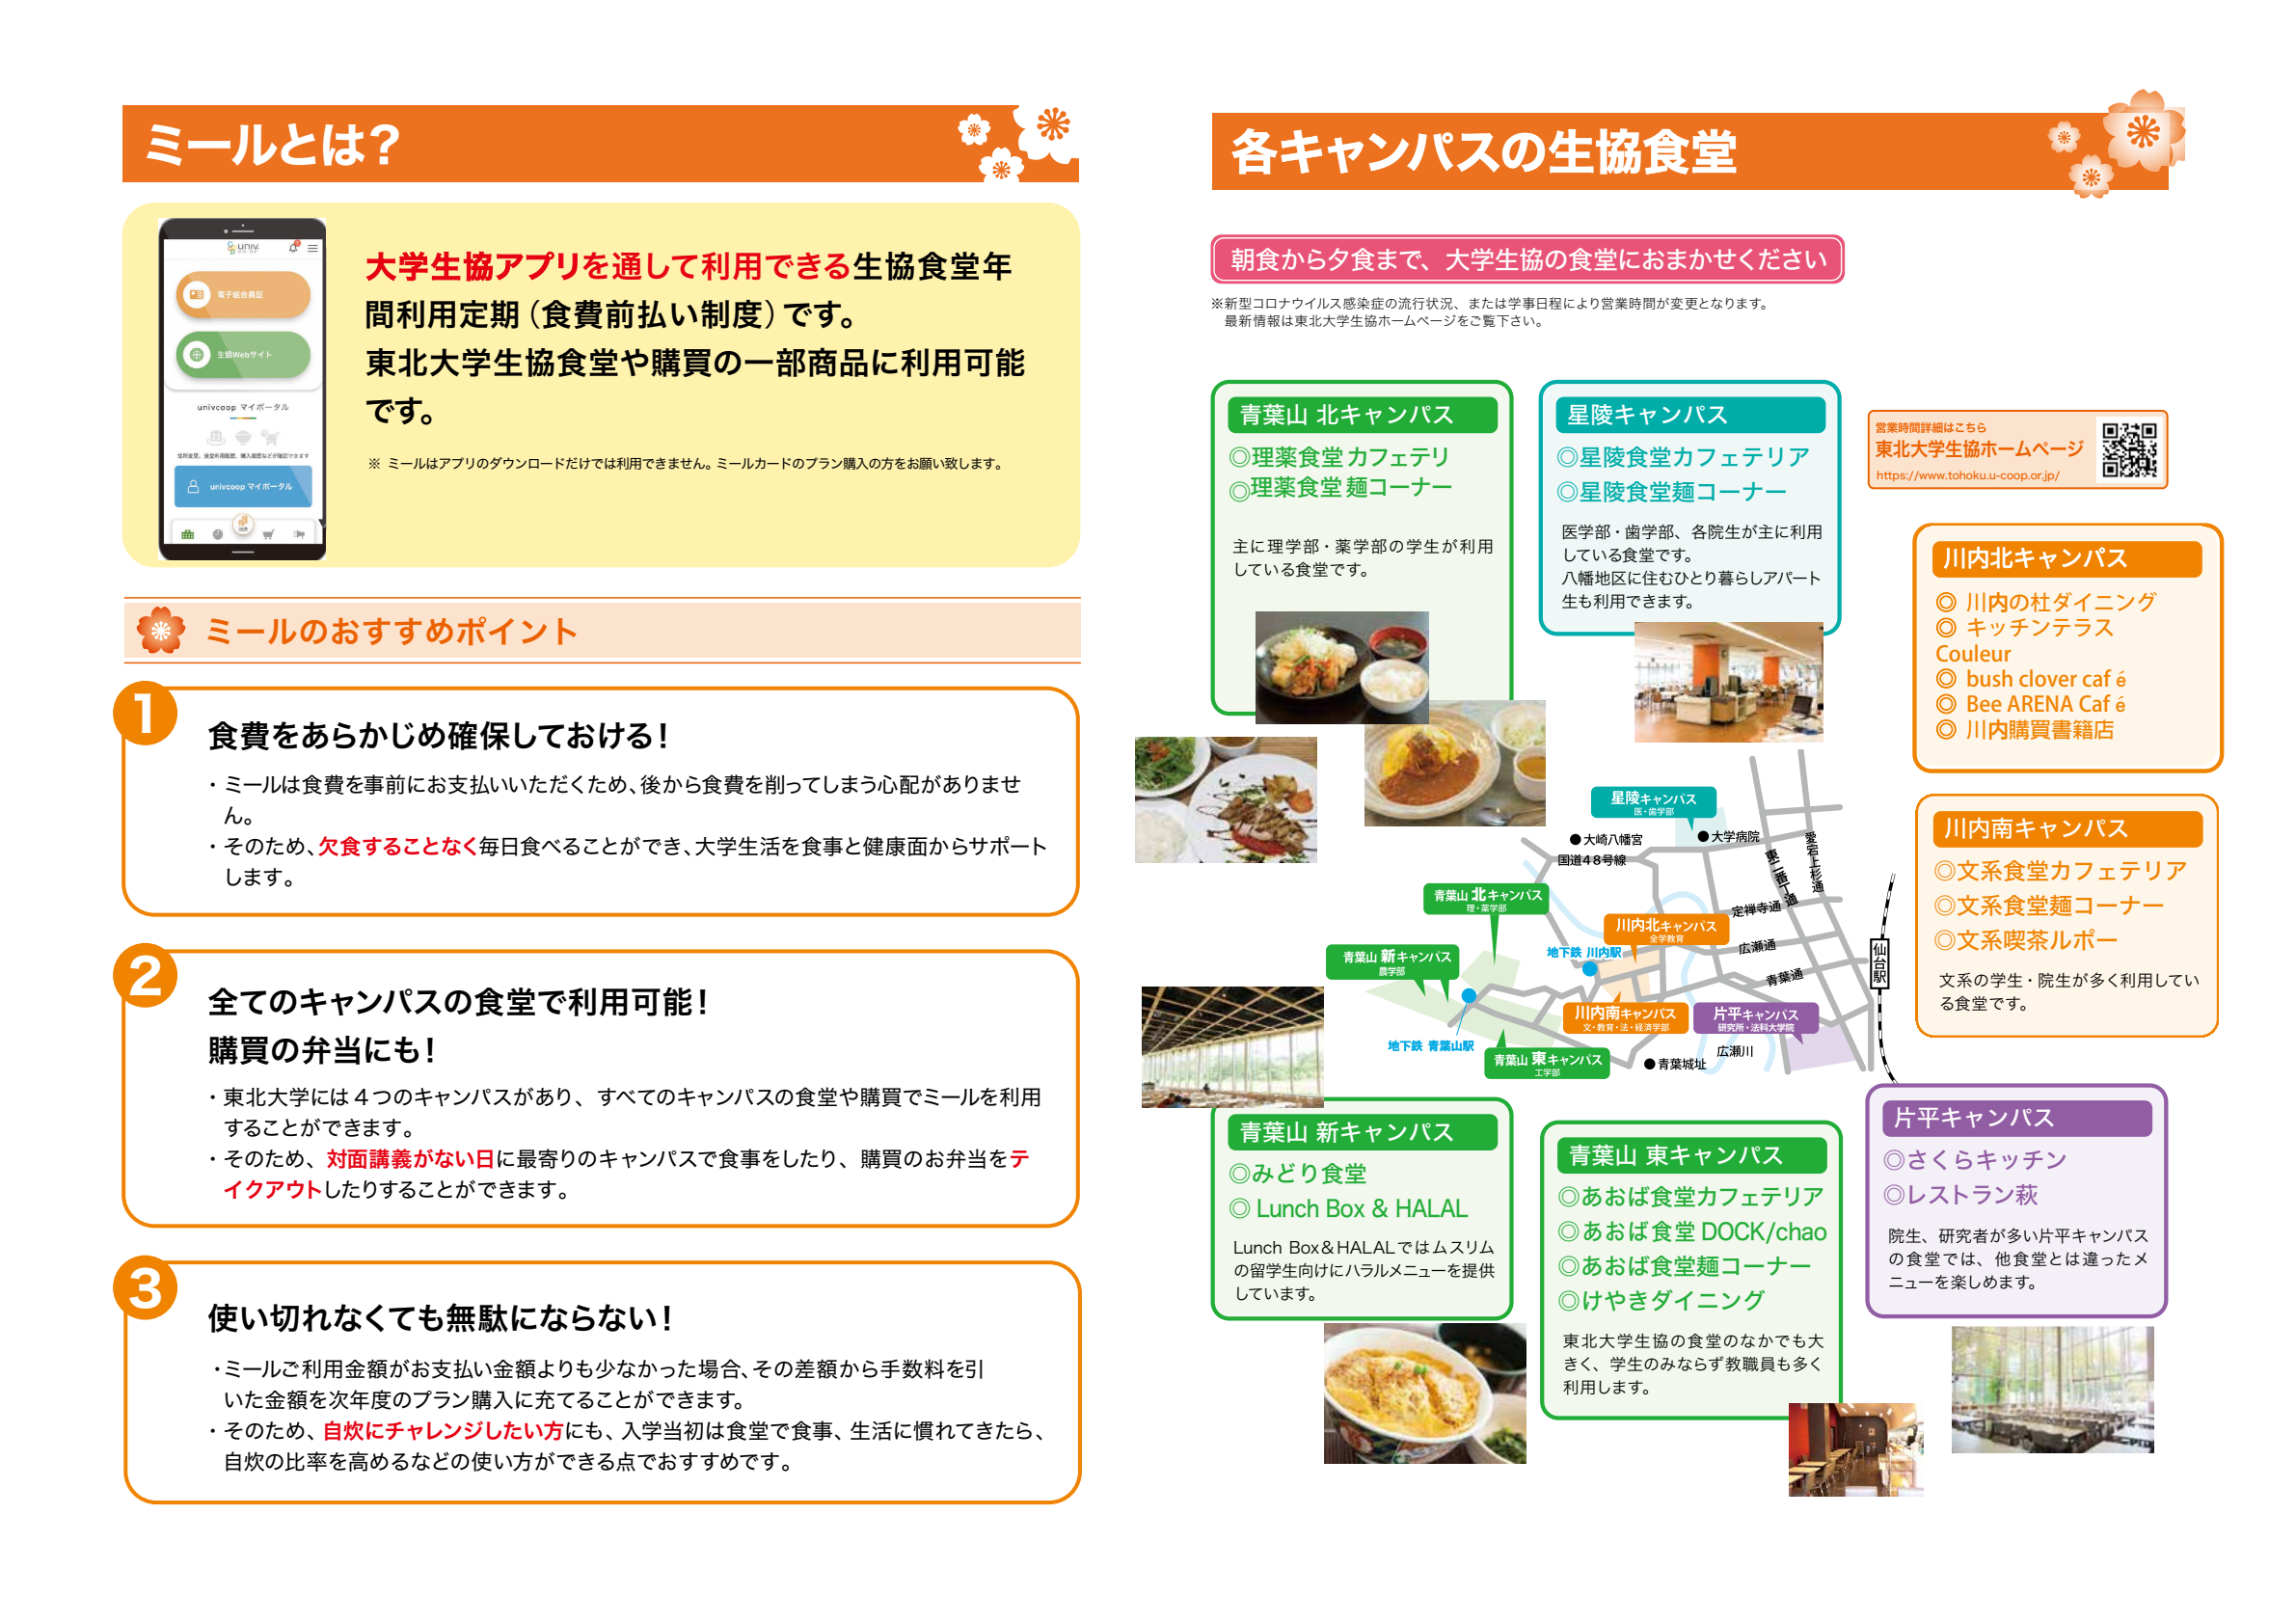 ミールとは？
univ.
電子組合員証
生協Webサイト
univcoop マイポータル
住所変更、食堂利用履歴、購入履歴などが確認できます
univcoop マイポータル
大学生協アプリを通して利用できる生協食堂年
間利用定期（食費前払い制度）です。
東北大学生協食堂や購買の一部商品に利用可能
です。
※ ミールはアプリのダウンロードだけでは利用できません。ミールカードのプラン購入の方をお願い致します。
ミールのおすすめポイント
1
食費をあらかじめ確保しておける！
・ミールは食費を事前にお支払いいただくため、後から食費を削ってしまう心配がありませ
ん。
・そのため、欠食することなく毎日食べることができ、大学生活を食事と健康面からサポート
します。
2
全てのキャンパスの食堂で利用可能！
購買の弁当にも！
・東北大学には４つのキャンパスがあり、すべてのキャンパスの食堂や購買でミールを利用
することができます。
・そのため、対面講義がない日に最寄りのキャンパスで食事をしたり、購買のお弁当をテ
イクアウトしたりすることができます。
3
使い切れなくても無駄にならない！
・ミールご利用金額がお支払い金額よりも少なかった場合、その差額から手数料を引
いた金額を次年度のプラン購入に充てることができます。
・そのため、自炊にチャレンジしたい方にも、入学当初は食堂で食事、生活に慣れてきたら、
自炊の比率を高めるなどの使い方ができる点でおすすめです。
各キャンパスの生協食堂
朝食から夕食まで、大学生協の食堂におまかせください
※新型コロナウイルス感染症の流行状況、または学事日程により営業時間が変更となります。
最新情報は東北大学生協ホームページをご覧下さい。
青葉山 北キャンパス
◎理薬食堂 カフェテリ
◎理薬食堂 麺コーナー
主に理学部・薬学部の学生が利用
している食堂です。
星陵キャンパス
◎星陵食堂カフェテリア
◎星陵食堂麺コーナー
医学部・歯学部、各院生が主に利用
している食堂です。
八幡地区に住むひとり暮らしアパート
生も利用できます。
営業時間詳細はこちら
東北大学生協ホームページ
https://www.tohoku.u-coop.or.jp/
川内北キャンパス
◎ 川内の杜ダイニング
◎ キッチンテラス
Couleur
◎ bush clover caf é
◎ Bee ARENA Caf é
◎ 川内購買書籍店
川内南キャンパス
◎文系食堂カフェテリア
◎文系食堂麺コーナー
◎文系喫茶ルポー
文系の学生・院生が多く利用してい
る食堂です。
星陵キャンパス
医・歯学部
●大崎八幡宮
●大学病院
国道４８号線
東二番丁通
愛宕上杉通
青葉山 北キャンパス
理・薬学部
定禅寺通
川内北キャンパス
全学教育
広瀬通
地下鉄 川内駅
青葉山 新キャンパス
農学部
仙台駅
青葉通
川内南キャンパス
文・教育・法・経済学部
片平キャンパス
研究所・法科大学院
地下鉄 青葉山駅
青葉山 東キャンパス
工学部
広瀬川
●青葉城址
青葉山 新キャンパス
◎みどり食堂
◎ Lunch Box & HALAL
Lunch Box&HALALではムスリム
の留学生向けにハラルメニューを提供
しています。
青葉山 東キャンパス
◎あおば食堂カフェテリア
◎あおば食堂 DOCK/chao
◎あおば食堂麺コーナー
◎けやきダイニング
東北大学生協の食堂のなかでも大
きく、学生のみならず教職員も多く
利用します。
片平キャンパス
◎さくらキッチン
◎レストラン萩
院生、研究者が多い片平キャンパス
の食堂では、他食堂とは違ったメ
ニューを楽しめます。